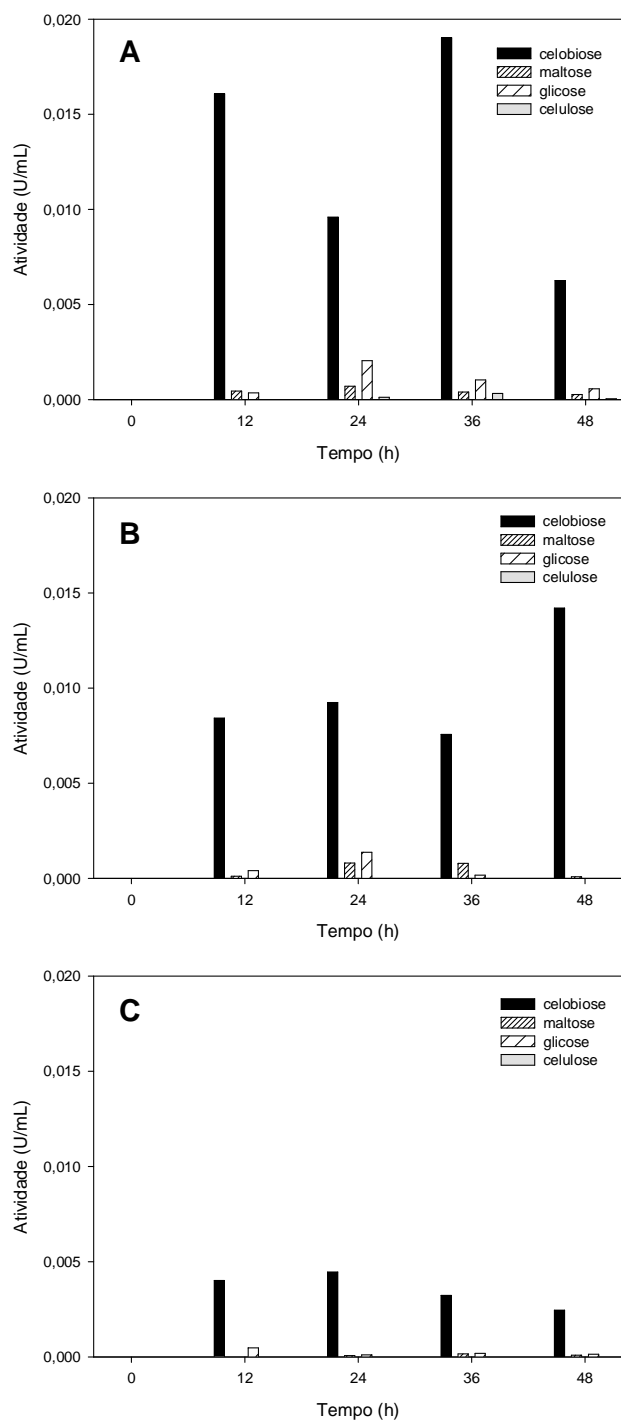 A
celobiose
maltose
glicose
celulose
Atividade (U/mL)
0,020
0,015
0,010
0,005
0,000
0 12 24 36 48
Tempo (h)
B
celobiose
maltose
glicose
celulose
Atividade (U/mL)
0,020
0,015
0,010
0,005
0,000
0 12 24 36 48
Tempo (h)
C
celobiose
maltose
glicose
celulose
Atividade (U/mL)
0,020
0,015
0,010
0,005
0,000
0 12 24 36 48
Tempo (h)